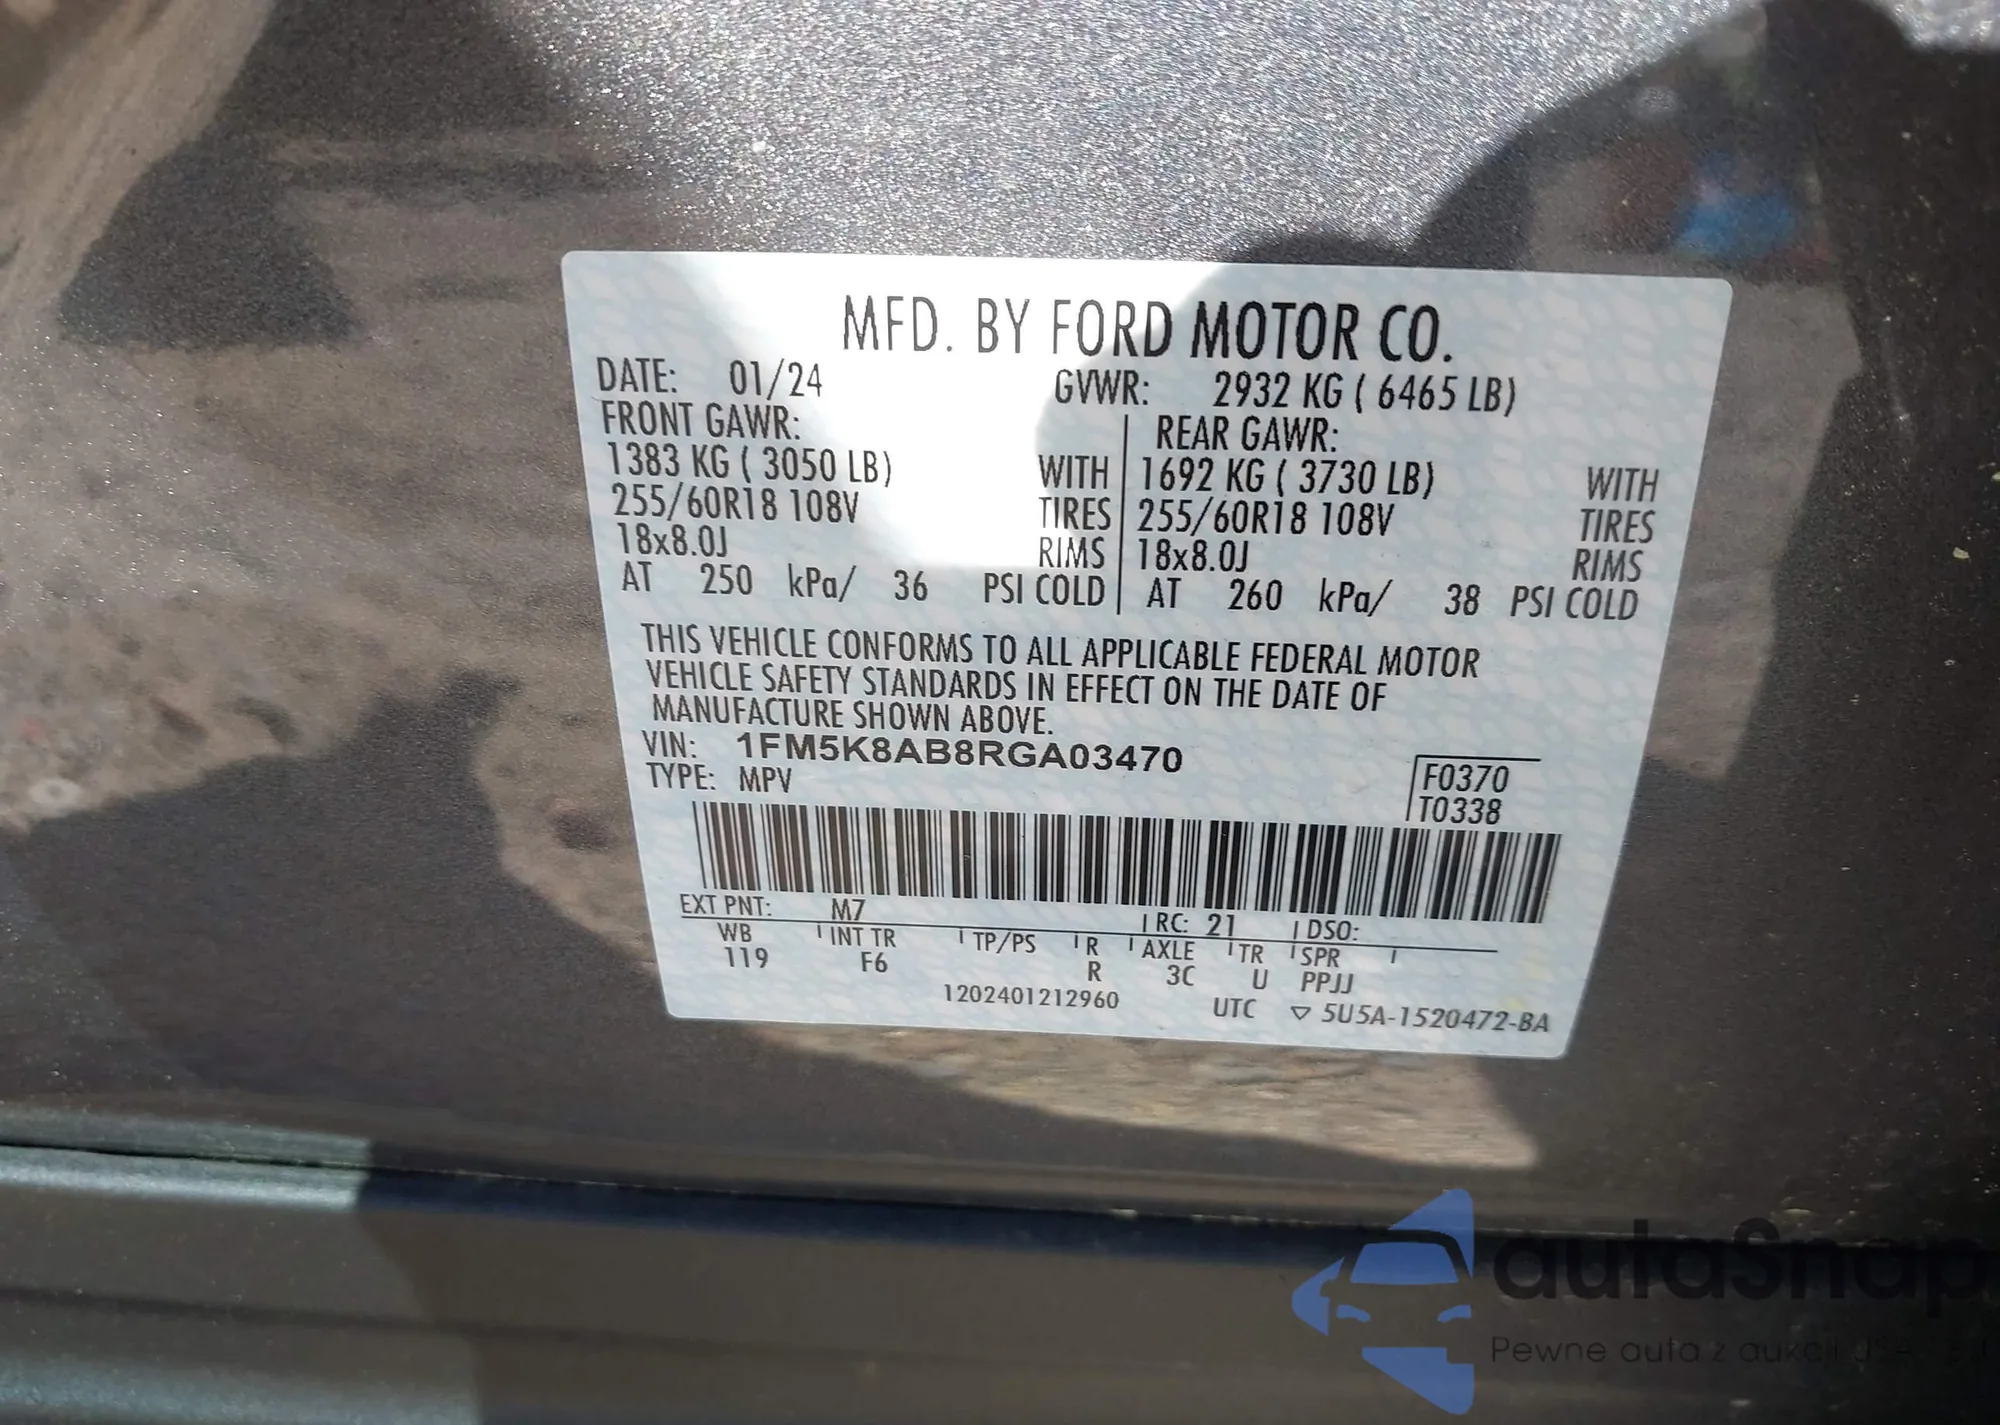 MFD. BY FORD MOTOR CO.
DATE: 01/24 GVWR: 2932 KG ( 6465 LB)
FRONT GAWR: REAR GAWR:
1383 KG ( 3050 LB) WITH 1692 KG ( 3730 LB) WITH
255/60R18 108V TIRES 255/60R18 108V TIRES
18x8.0J RIMS 18x8.0J RIMS
AT 250 kPa/ 36 PSI COLD AT 260 kPa/ 38 PSI COLD
THIS VEHICLE CONFORMS TO ALL APPLICABLE FEDERAL MOTOR
VEHICLE SAFETY STANDARDS IN EFFECT ON THE DATE OF
MANUFACTURE SHOWN ABOVE.
VIN: 1FM5K8AB8RGA03470
TYPE: MPV F0370
T0338
EXT PNT: M7 RC: 21 DSO:
WB INT TR TP/PS R AXLE TR SPR
119 F6 R 3C U PPJJ
1202401212960 UTC ▽ 5U5A-1520472-BA
autaSnap
Pewne auta z aukcji USA